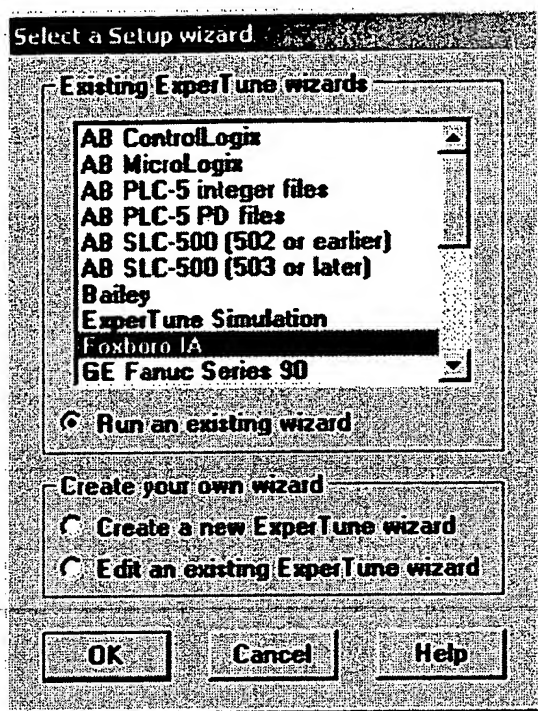 Select a Setup wizard
Existing ExperTune wizards
AB ControlLogix
AB MicroLogix
AB PLC-5 integer files
AB PLC-5 PD files
AB SLC-500 (502 or earlier)
AB SLC-500 (503 or later)
Bailey
ExperTune Simulation
Foxboro IA
GE Fanuc Series 90
Run an existing wizard
Create your own wizard
Create a new ExperTune wizard
Edit an existing ExperTune wizard
OK
Cancel
Help